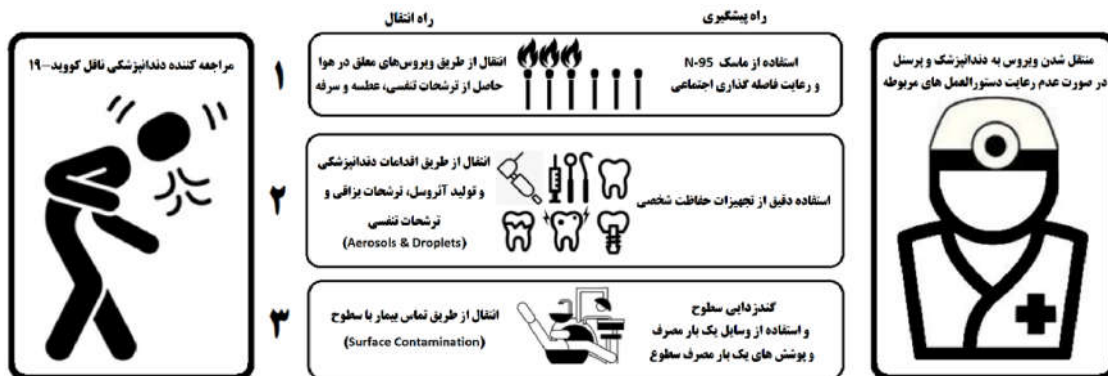 راه پیشگیری
راه انتقال
منتقل شدن ویروس به دندانپزشک و پرسنل
در صورت عدم رعایت دستورالعمل های مربوطه
مراجعه کننده دندانپزشکی ناقل کووید-۱۹
۱
استفاده از ماسک N-95
و رعایت فاصله گذاری اجتماعی
انتقال از طریق ویروس‌های معلق در هوا
حاصل از ترشحات تنفسی، عطسه و سرفه
۲
استفاده دقیق از تجهیزات حفاظت شخصی
انتقال از طریق اقدامات دندانپزشکی
و تولید آئروسل، ترشحات بزاقی و
ترشحات تنفسی
(Aerosols & Droplets)
۳
گندزدایی سطوح
و استفاده از وسایل یک بار مصرف
و پوشش های یک بار مصرف سطوع
انتقال از طریق تماس بیمار با سطوح
(Surface Contamination)